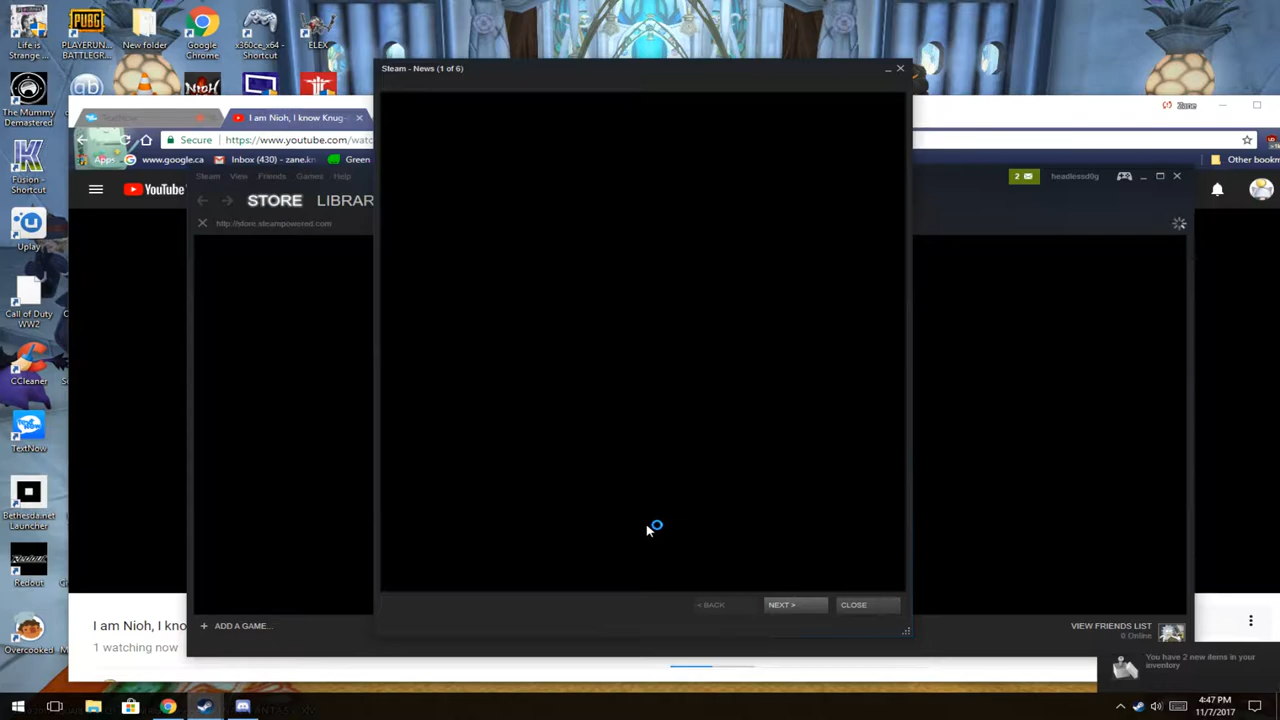 Life is
Strange ...
PLAYERUN...
BATTLEGR...
New folder
Google
Chrome
x360ce_x64 -
Shortcut
ELEX
The Mummy
Demastered
Fusion -
Shortcut
Uplay
Call of Duty
WW2
CCleaner
TextNow
Bethesda.net
Launcher
Redout
Overcooked
Steam - News (1 of 6)
I am Nioh, I know Knug-
Zane
Secure
https://www.youtube.com/watc
Apps
www.google.ca
Inbox (430) - zane.kn
Green
Other bookm
YouTube
Steam View Friends Games Help
2
headlessd0g
STORE LIBRAR
http://store.steampowered.com
< BACK
NEXT >
CLOSE
ADD A GAME...
VIEW FRIENDS LIST
6 Online
I am Nioh, I kno
1 watching now
You have 2 new items in your
inventory
4:47 PM
11/7/2017